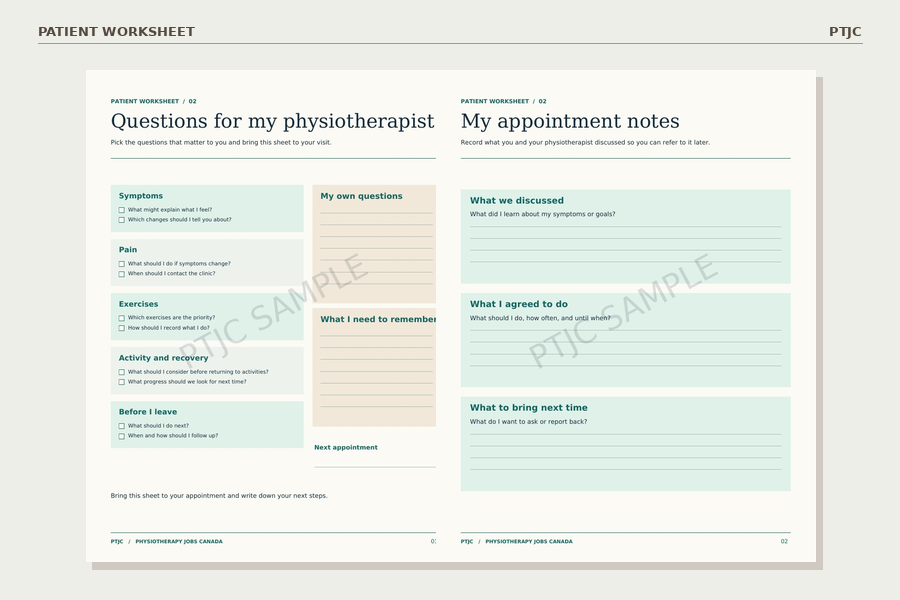 PATIENT WORKSHEET
PTJC
PATIENT WORKSHEET / 02
Questions for my physiotherapist
Pick the questions that matter to you and bring this sheet to your visit.
Symptoms
What might explain what I feel?
Which changes should I tell you about?
Pain
What should I do if symptoms change?
When should I contact the clinic?
Exercises
Which exercises are the priority?
How should I record what I do?
Activity and recovery
What should I consider before returning to activities?
What progress should we look for next time?
Before I leave
What should I do next?
When and how should I follow up?
My own questions
What I need to remember
Next appointment
Bring this sheet to your appointment and write down your next steps.
PTJC / PHYSIOTHERAPY JOBS CANADA
PTJC SAMPLE
PATIENT WORKSHEET / 02
My appointment notes
Record what you and your physiotherapist discussed so you can refer to it later.
What we discussed
What did I learn about my symptoms or goals?
What I agreed to do
What should I do, how often, and until when?
What to bring next time
What do I want to ask or report back?
PTJC / PHYSIOTHERAPY JOBS CANADA
02
PTJC SAMPLE